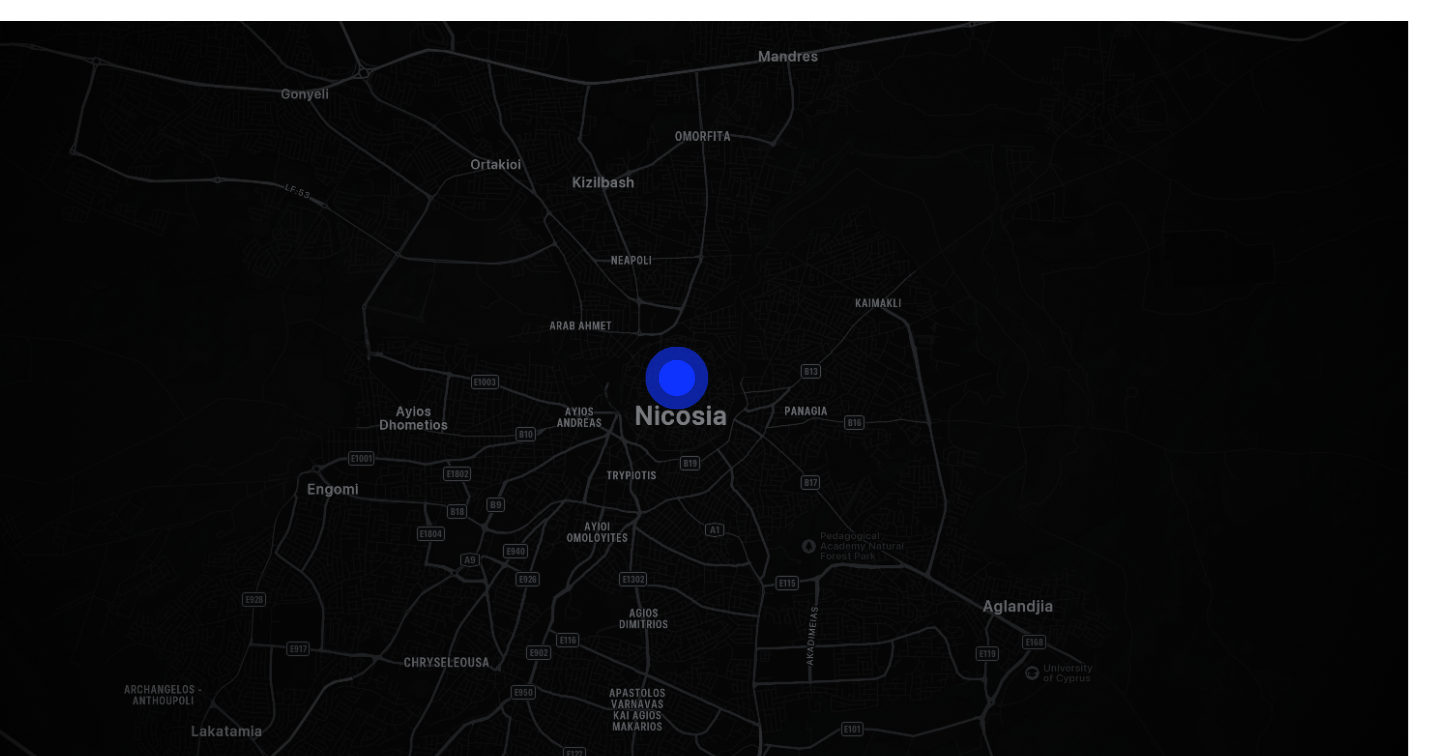 Mandres
Gonyeli
OMORFITA
Ortakioi
Kizilbash
LF-53
NEAPOLI
KAIMAKLI
ARAB AHMET
B13
E1003
Ayios
Dhometios
AYIOS
ANDREAS
Nicosia
PANAGIA
B16
B10
E1001
B19
E1802
TRYPIOTIS
B17
Engomi
B9
B18
E1804
AYIOI
OMOLOYITES
A1
Pedagogical
Academy Natural
Forest Park
E940
A9
E926
E1302
E115
E928
Aglandjia
AGIOS
DIMITRIOS
AKADIMEIAS
E116
E168
E917
E902
E119
CHRYSELEOUSA
University
of Cyprus
ARCHANGELOS -
ANTHOUPOLI
E950
APASTOLOS
VARNAVAS
KAI AGIOS
MAKARIOS
Lakatamia
E101
E122